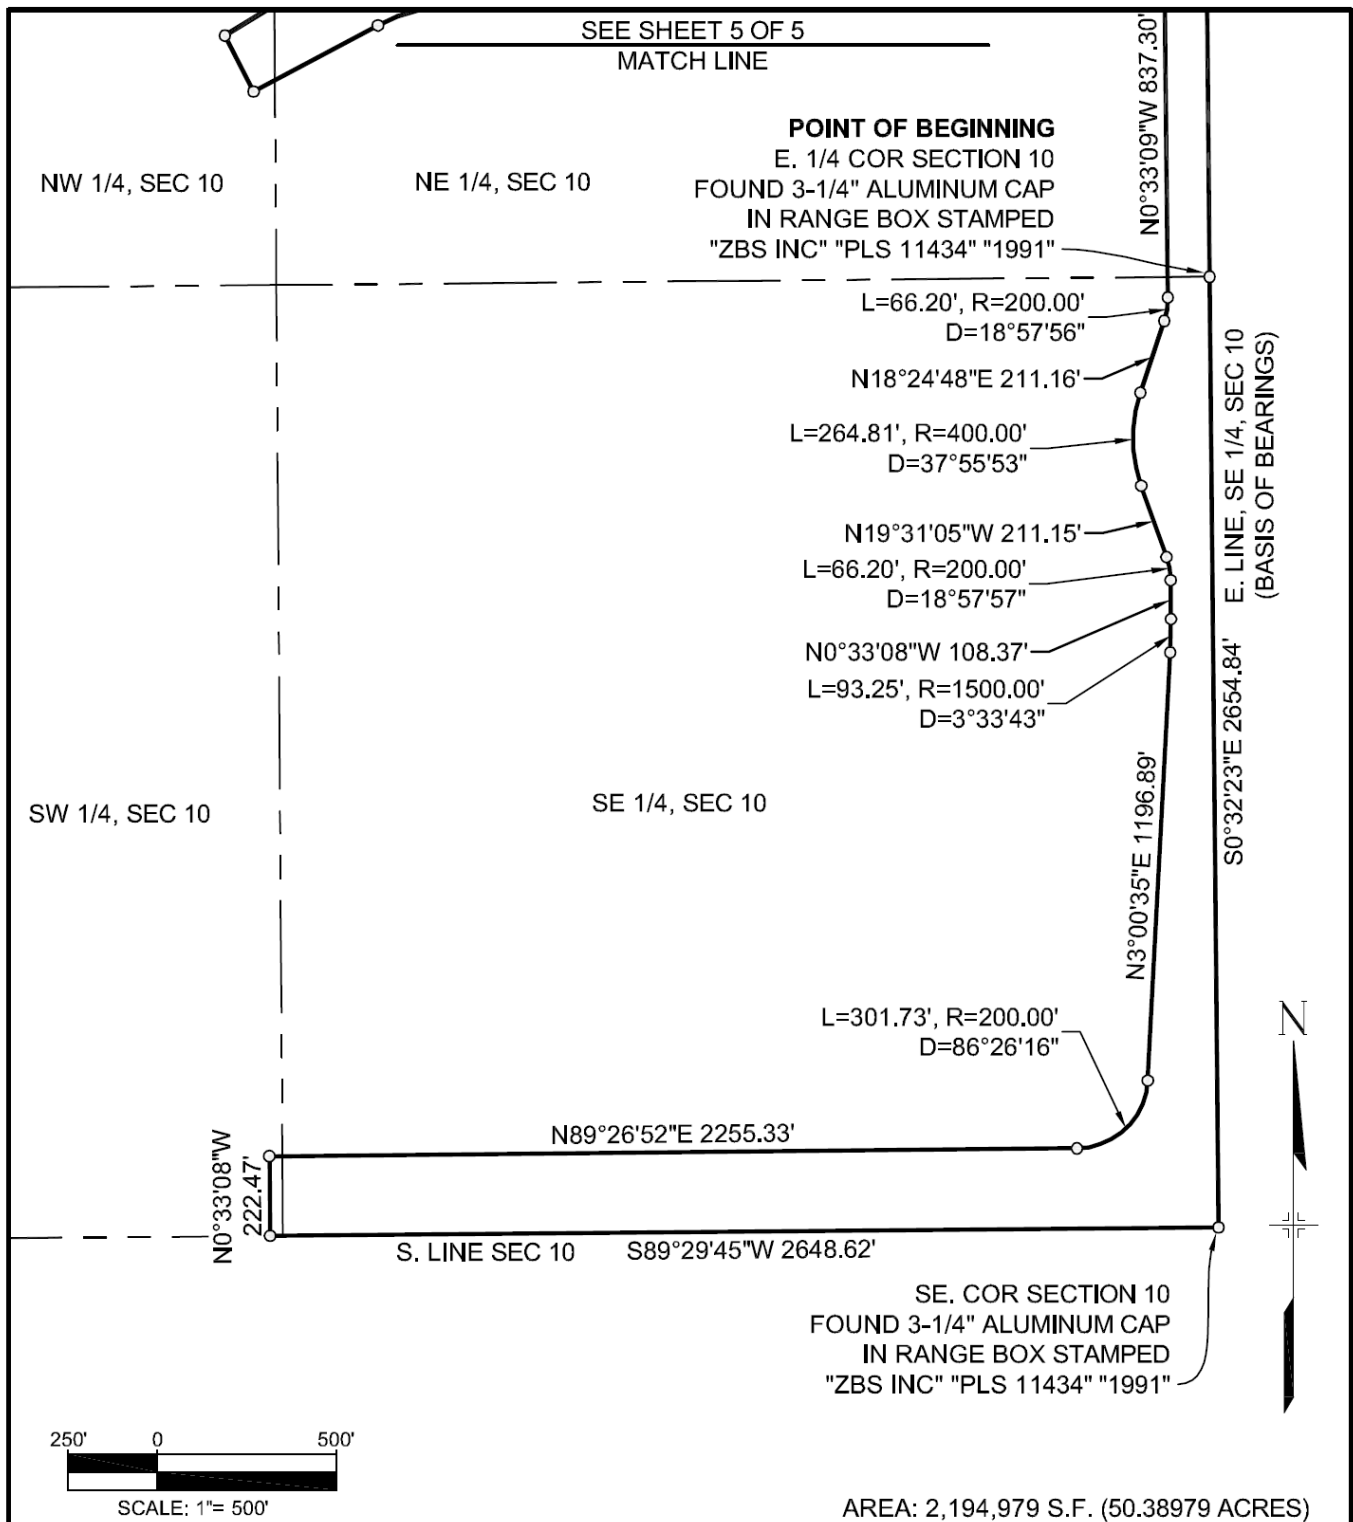 SEE SHEET 5 OF 5
MATCH LINE
N0°33'09"W 837.30'
POINT OF BEGINNING
E. 1/4 COR SECTION 10
FOUND 3-1/4" ALUMINUM CAP
IN RANGE BOX STAMPED
"ZBS INC" "PLS 11434" "1991"
NW 1/4, SEC 10
NE 1/4, SEC 10
L=66.20', R=200.00'
D=18°57'56"
N18°24'48"E 211.16'
L=264.81', R=400.00'
D=37°55'53"
N19°31'05"W 211.15'
L=66.20', R=200.00'
D=18°57'57"
N0°33'08"W 108.37'
L=93.25', R=1500.00'
D=3°33'43"
E. LINE, SE 1/4, SEC 10
(BASIS OF BEARINGS)
S0°32'23"E 2654.84'
SW 1/4, SEC 10
SE 1/4, SEC 10
N3°00'35"E 1196.89'
L=301.73', R=200.00'
D=86°26'16"
N
N89°26'52"E 2255.33'
N0°33'08"W
222.47'
S. LINE SEC 10
S89°29'45"W 2648.62'
SE. COR SECTION 10
FOUND 3-1/4" ALUMINUM CAP
IN RANGE BOX STAMPED
"ZBS INC" "PLS 11434" "1991"
250' 0 500'
SCALE: 1"= 500'
AREA: 2,194,979 S.F. (50.38979 ACRES)